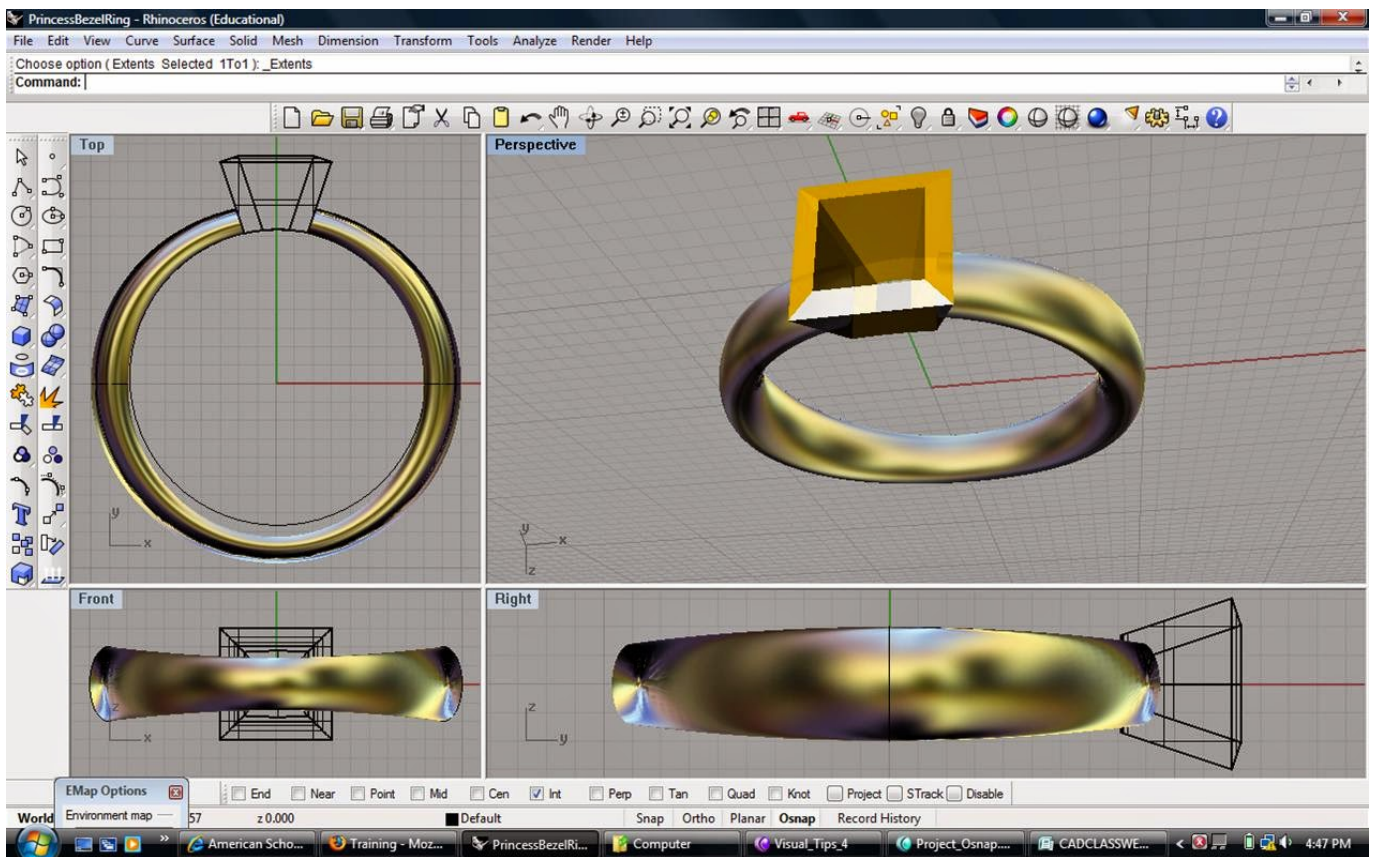 PrincessBezelRing - Rhinoceros (Educational)
File Edit View Curve Surface Solid Mesh Dimension Transform Tools Analyze Render Help
Choose option ( Extents Selected 1To1 ): _Extents
Command:
Top
Perspective
y
x
y
x
z
Front
Right
z
x
z
y
EMap Options
End Near Point Mid Cen Int Perp Tan Quad Knot Project STrack Disable
World
Environment map
57 z 0.000 Default Snap Ortho Planar Osnap Record History
American Scho... Training - Moz... PrincessBezelRi... Computer Visual_Tips_4 Project_Osnap.... CADCLASSWE... 4:47 PM